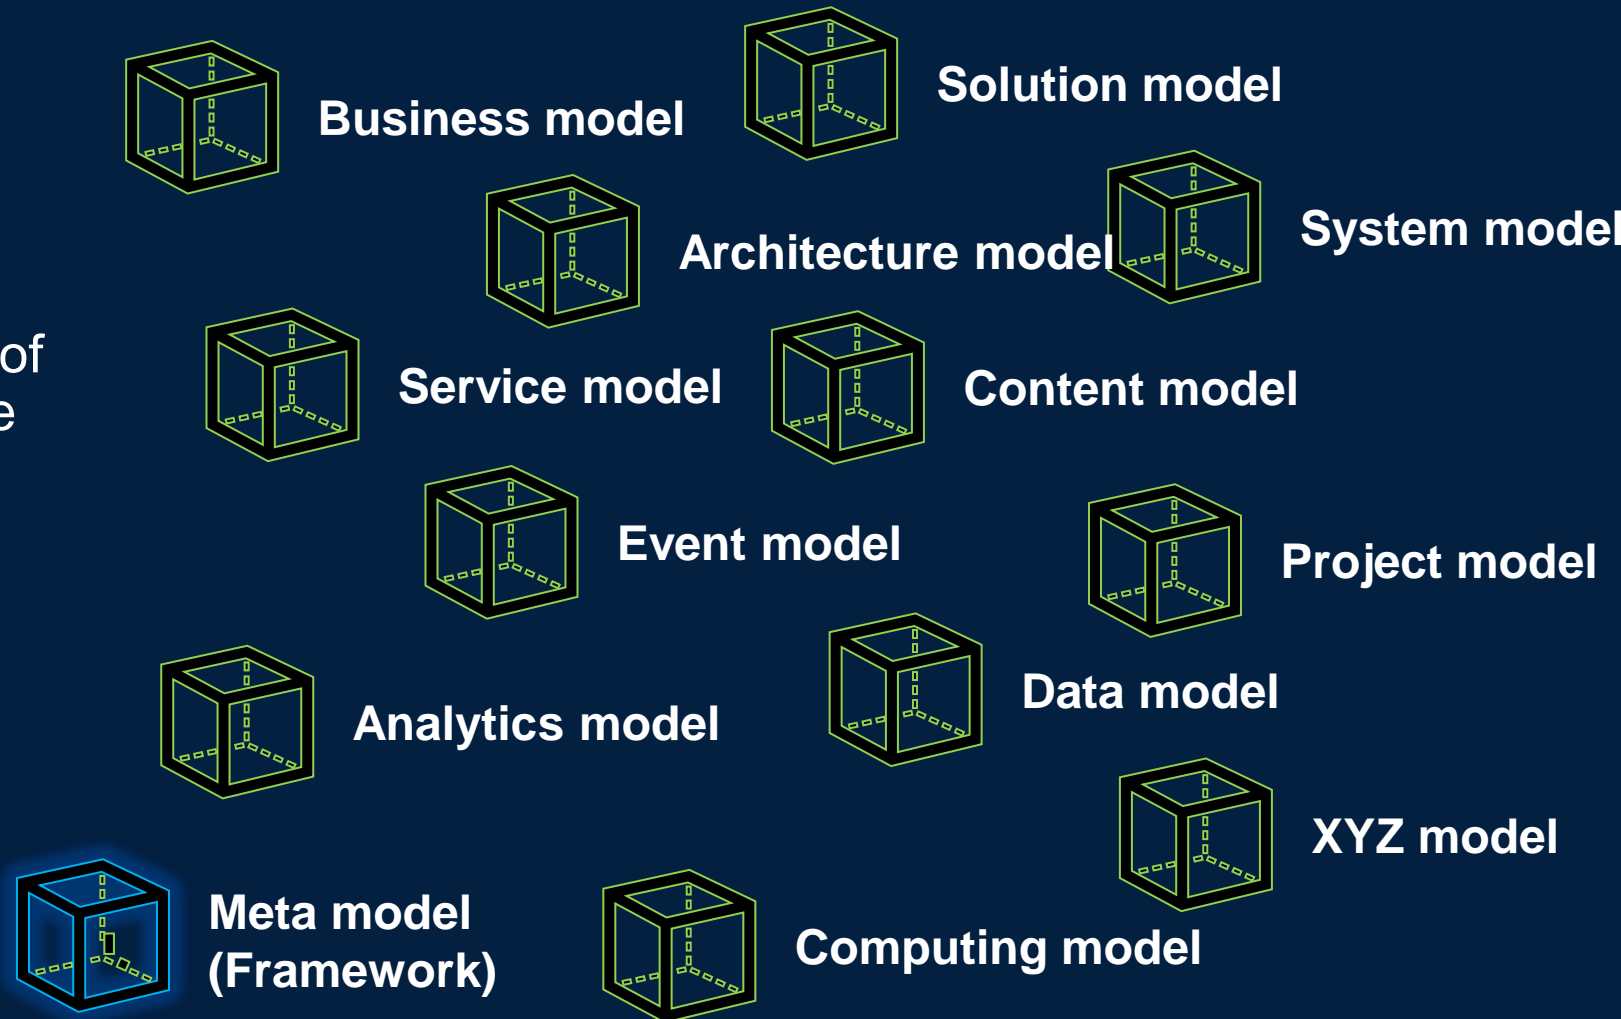 Solution model
Business model
System model
Architecture model
of
Service model
Content model
Event model
Project model
Data model
Analytics model
XYZ model
Meta model
(Framework)
Computing model